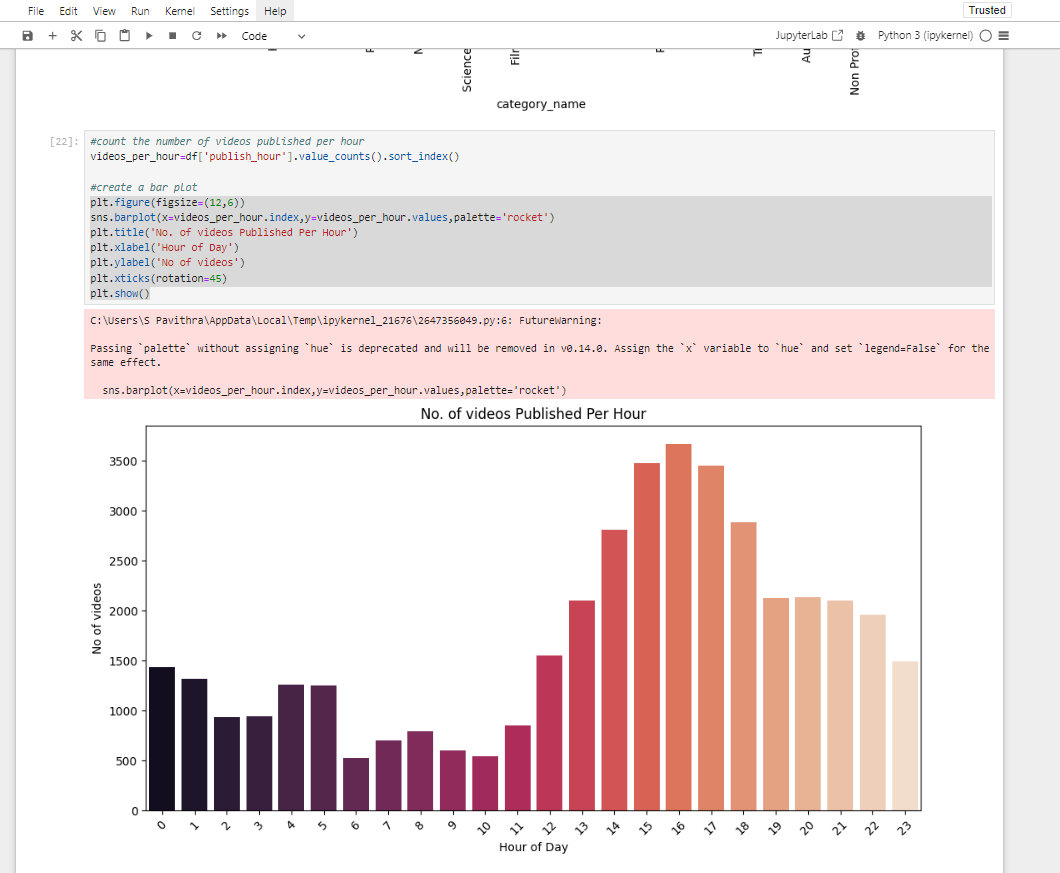 File Edit View Run Kernel Settings Help Trusted
Code JupyterLab Python 3 (ipykernel)
Science
category_name
[22]: #count the number of videos published per hour
videos_per_hour=df['publish_hour'].value_counts().sort_index()
#create a bar plot
plt.figure(figsize=(12,6))
sns.barplot(x=videos_per_hour.index,y=videos_per_hour.values,palette='rocket')
plt.title('No. of videos Published Per Hour')
plt.xlabel('Hour of Day')
plt.ylabel('No of videos')
plt.xticks(rotation=45)
plt.show()
C:\Users\S Pavithra\AppData\Local\Temp\ipykernel_21676\2647356049.py:6: FutureWarning:
Passing `palette` without assigning `hue` is deprecated and will be removed in v0.14.0. Assign the `x` variable to `hue` and set `legend=False` for the
same effect.
sns.barplot(x=videos_per_hour.index,y=videos_per_hour.values,palette='rocket')
No. of videos Published Per Hour
3500
3000
2500
2000
1500
1000
500
0
No of videos
0 1 2 3 4 5 6 7 8 9 10 11 12 13 14 15 16 17 18 19 20 21 22 23
Hour of Day